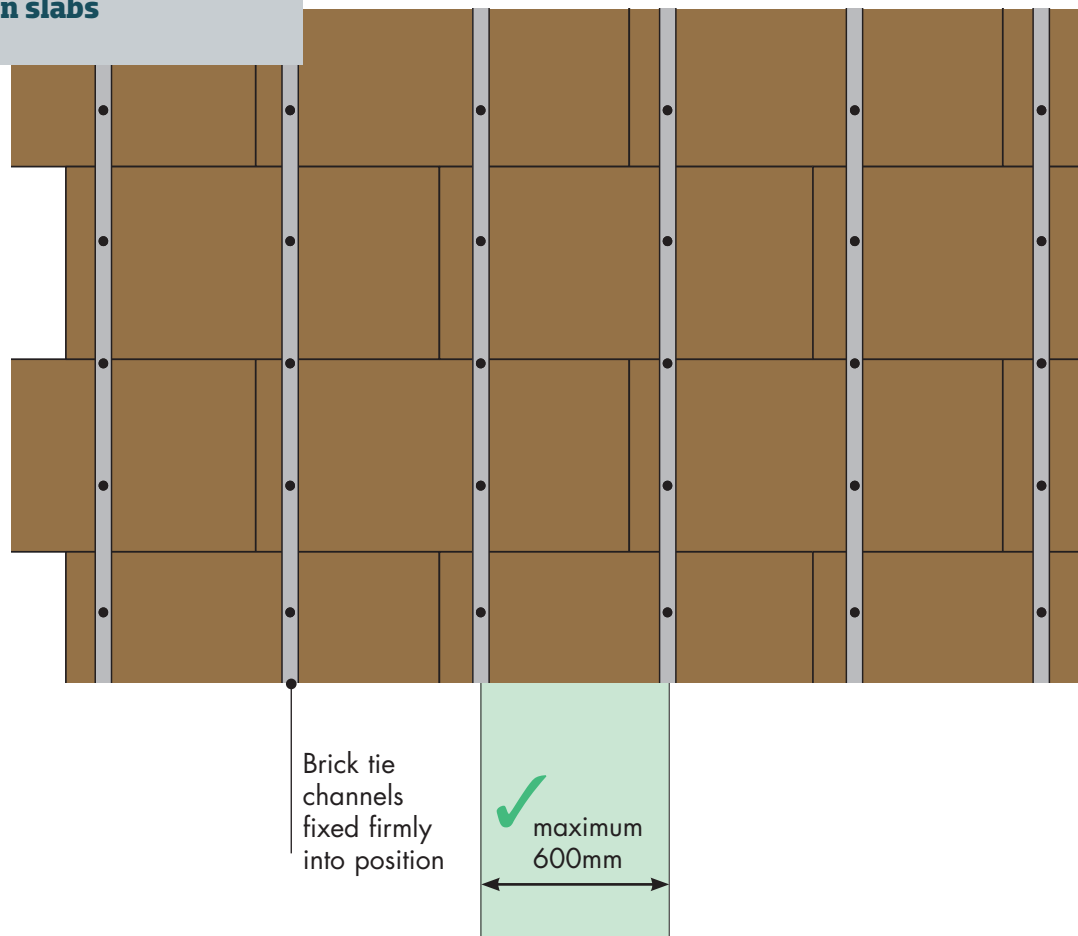 n slabs
Brick tie
channels
fixed firmly
into position
✓
maximum
600mm